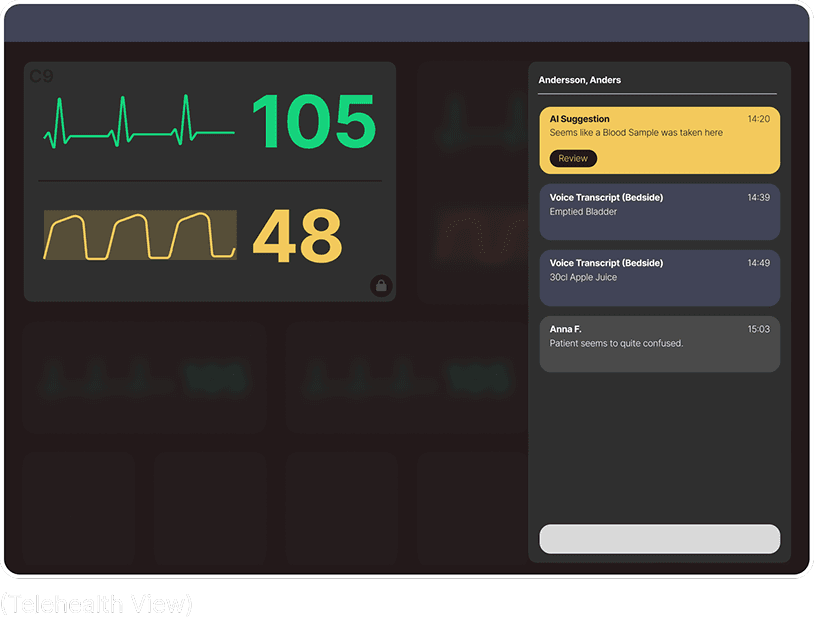 C9
105
48
Andersson, Anders
AI Suggestion 14:20
Seems like a Blood Sample was taken here
Review
Voice Transcript (Bedside) 14:39
Emptied Bladder
Voice Transcript (Bedside) 14:49
30cl Apple Juice
Anna F. 15:03
Patient seems to quite confused.
(Telehealth View)